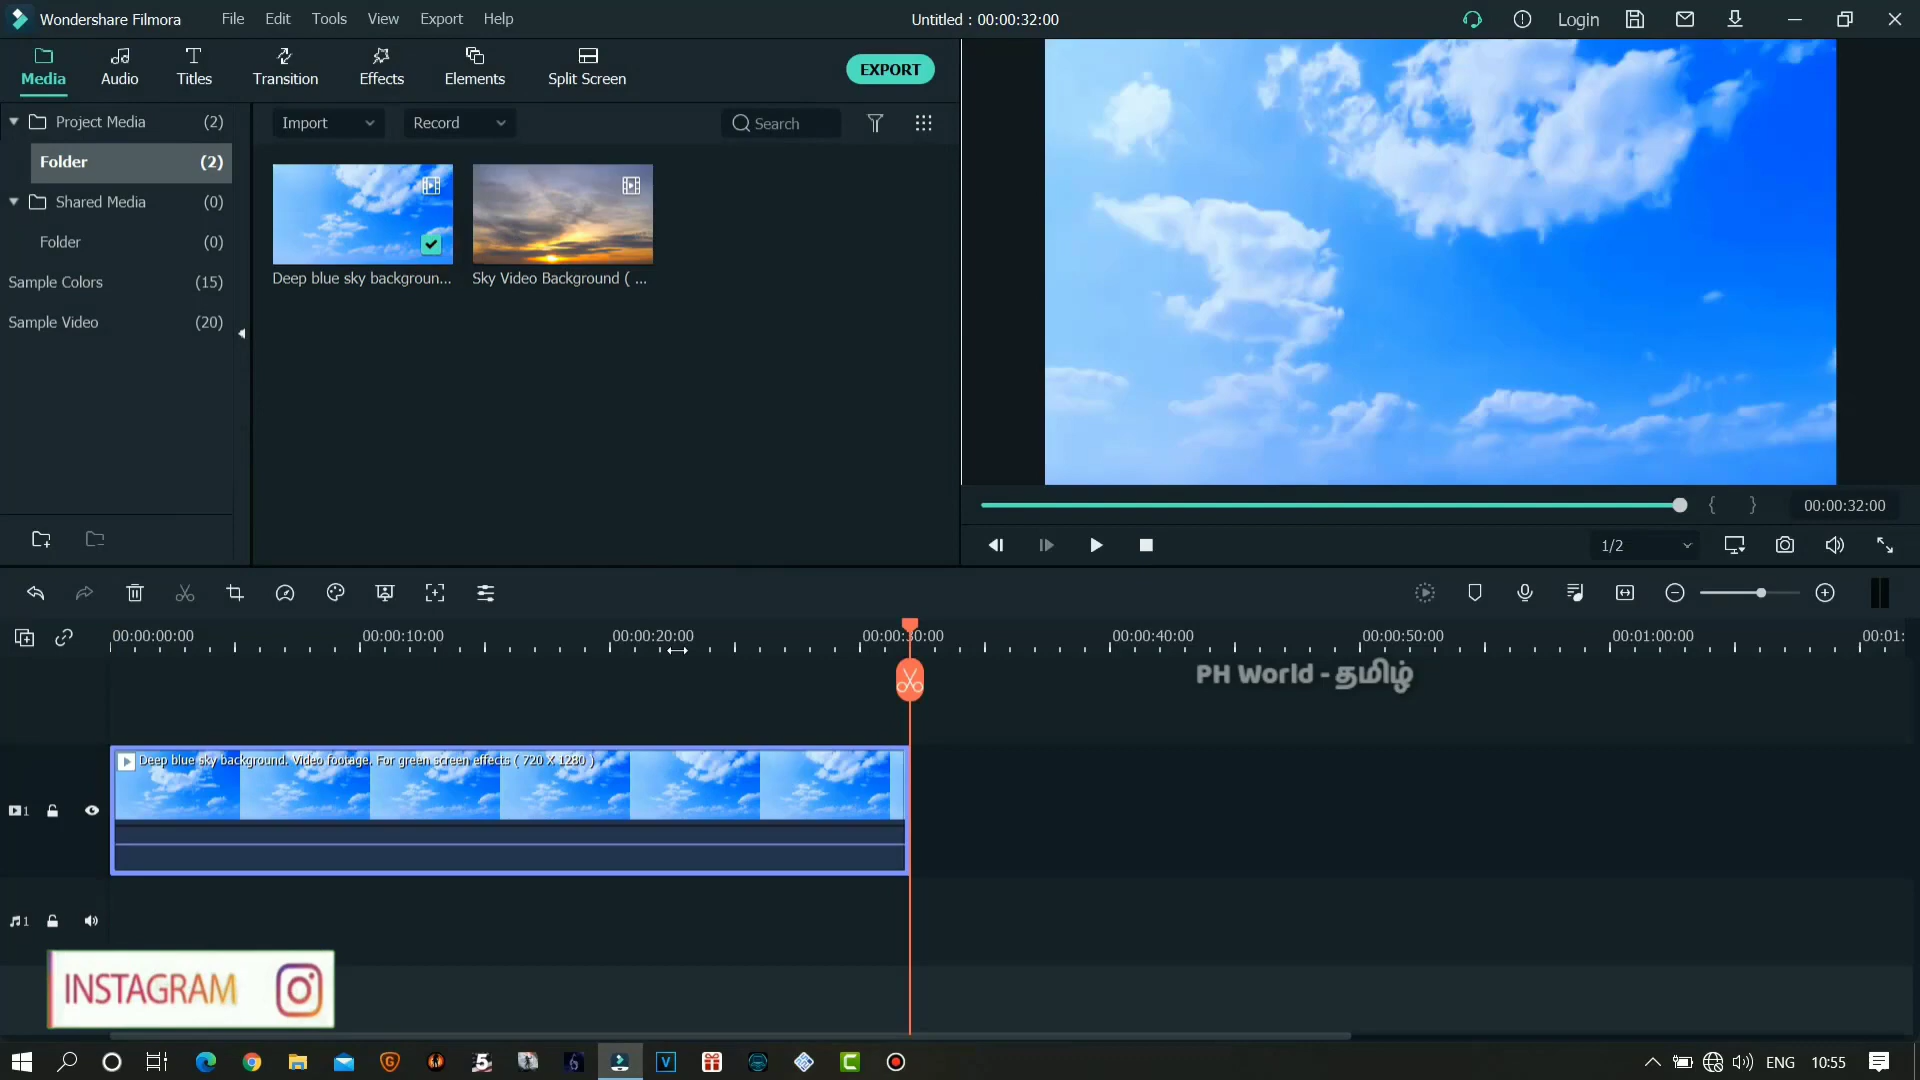 Wondershare Filmora
File Edit Tools View Export Help
Untitled : 00:00:32:00
Login
Media Audio Titles Transition Effects Elements Split Screen
EXPORT
Project Media (2)
Folder (2)
Shared Media (0)
Folder (0)
Sample Colors (15)
Sample Video (20)
Import Record Search
Deep blue sky backgroun...
Sky Video Background ( ...
{ } 00:00:32:00
1/2
00:00:00:00 00:00:10:00 00:00:20:00 00:00:30:00 00:00:40:00 00:00:50:00 00:01:00:00 00:01:
PH World - தமிழ்
Deep blue sky background. Video footage. For green screen effects ( 720 X 1280 )
1
1
INSTAGRAM
ENG 10:55